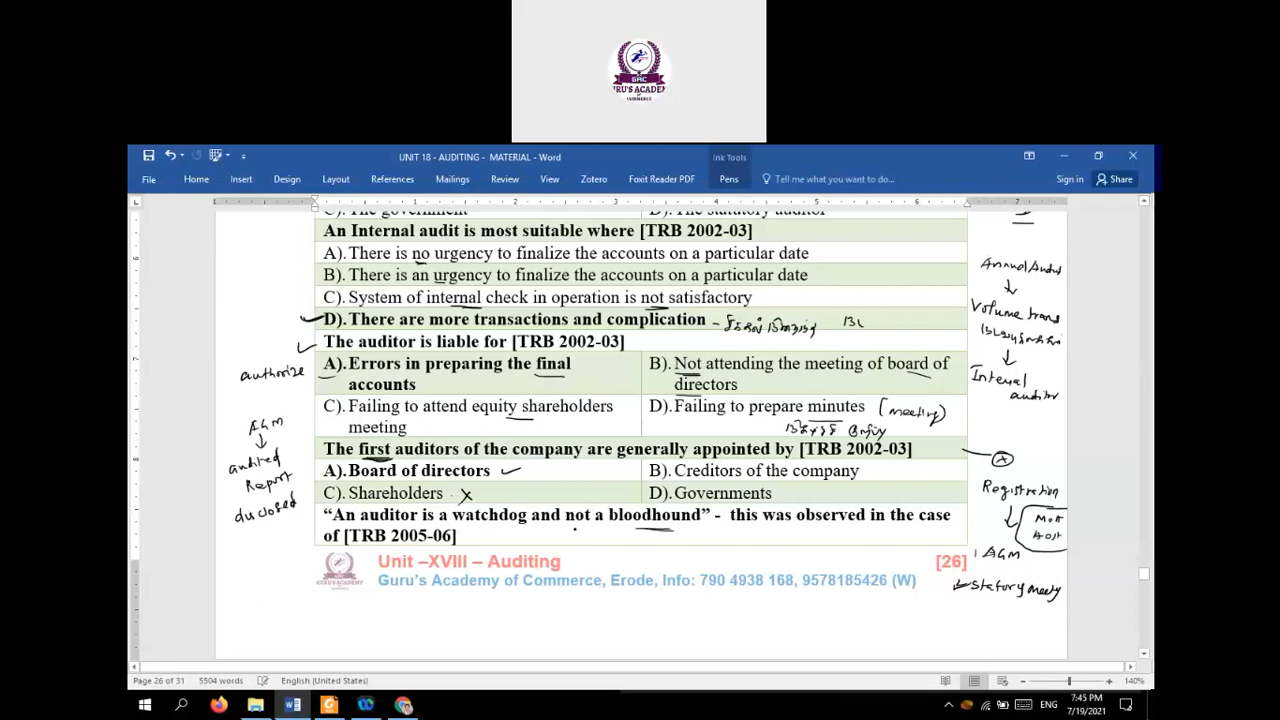 GAC
COMMERCE
UNIT 18 - AUDITING - MATERIAL - Word
Ink Tools
File Home Insert Design Layout References Mailings Review View Zotero Foxit Reader PDF Pens Tell me what you want to do... Sign in Share
C). The government D). The statutory auditor
An Internal audit is most suitable where [TRB 2002-03]
A). There is no urgency to finalize the accounts on a particular date
B). There is an urgency to finalize the accounts on a particular date
C). System of internal check in operation is not satisfactory
D). There are more transactions and complication
The auditor is liable for [TRB 2002-03]
A). Errors in preparing the final
accounts
B). Not attending the meeting of board of
directors
C). Failing to attend equity shareholders
meeting
D). Failing to prepare minutes (meeting)
The first auditors of the company are generally appointed by [TRB 2002-03]
A). Board of directors
B). Creditors of the company
C). Shareholders
D). Governments
“An auditor is a watchdog and not a bloodhound” - this was observed in the case
of [TRB 2005-06]
Unit –XVIII – Auditing [26]
Guru's Academy of Commerce, Erode, Info: 790 4938 168, 9578185426 (W)
authorize
AGM
audited
Report
disclosed
Annual Audit
Volume trans
Internal
auditor
Registration
MOA
AOA
AGM
Page 26 of 31 5504 words English (United States) 140%
ENG
7:45 PM
7/19/2021